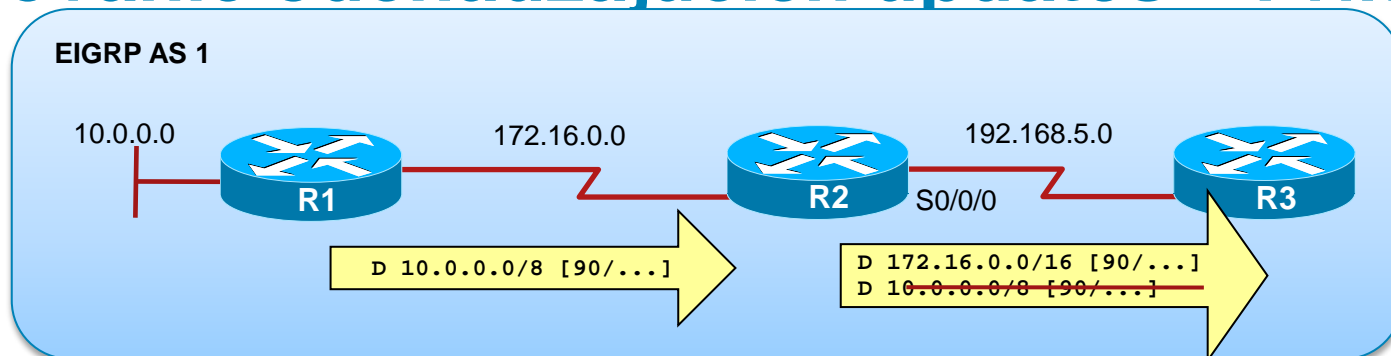 EIGRP AS 1
10.0.0.0
172.16.0.0
192.168.5.0
R1
R2
S0/0/0
R3
D 10.0.0.0/8 [90/...]
D 172.16.0.0/16 [90/...]
D 10.0.0.0/8 [90/...]